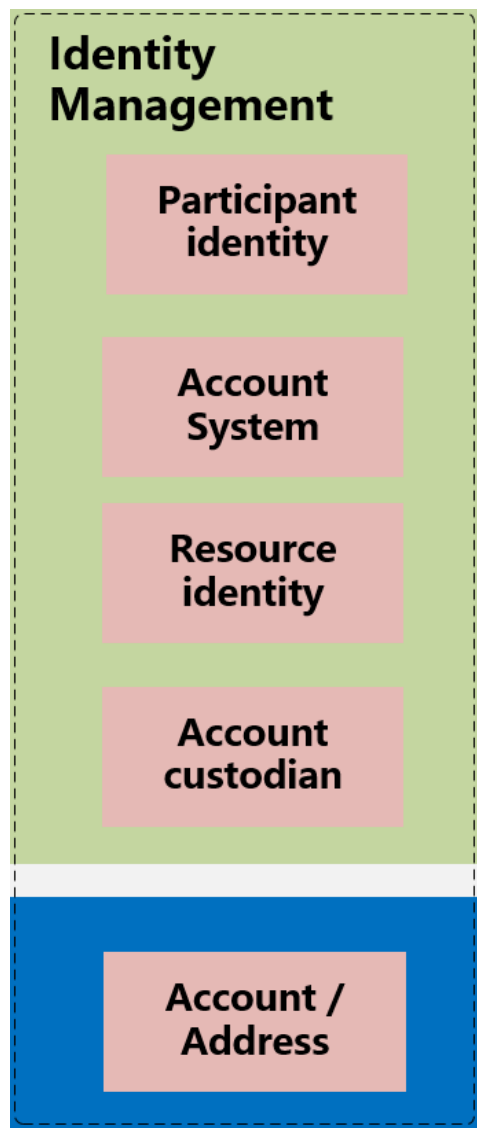 Identity
Management
Participant
identity
Account
System
Resource
identity
Account
custodian
Account /
Address